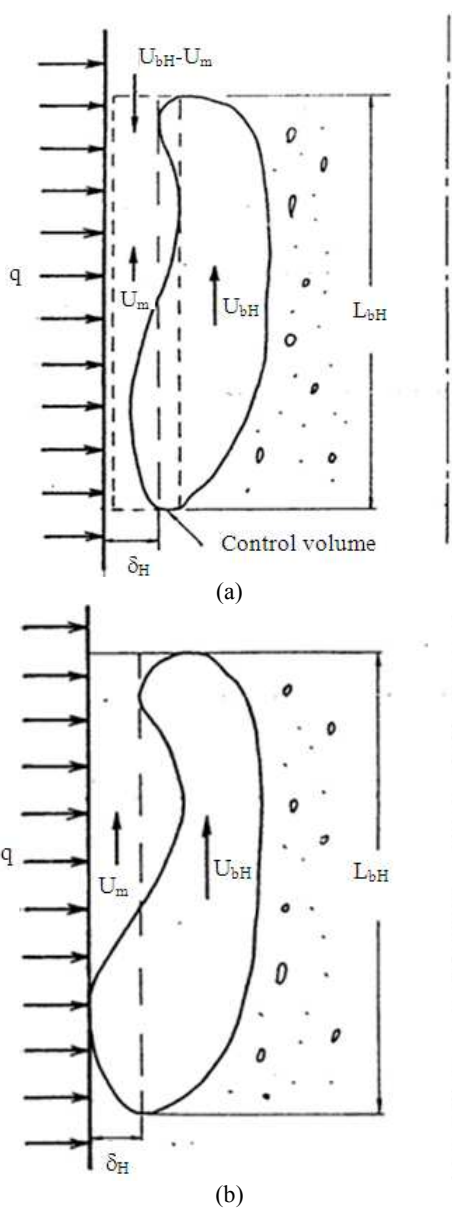 U_bH-U_m
q
U_m
U_bH
L_bH
Control volume
δ_H
(a)
q
U_m
U_bH
L_bH
δ_H
(b)